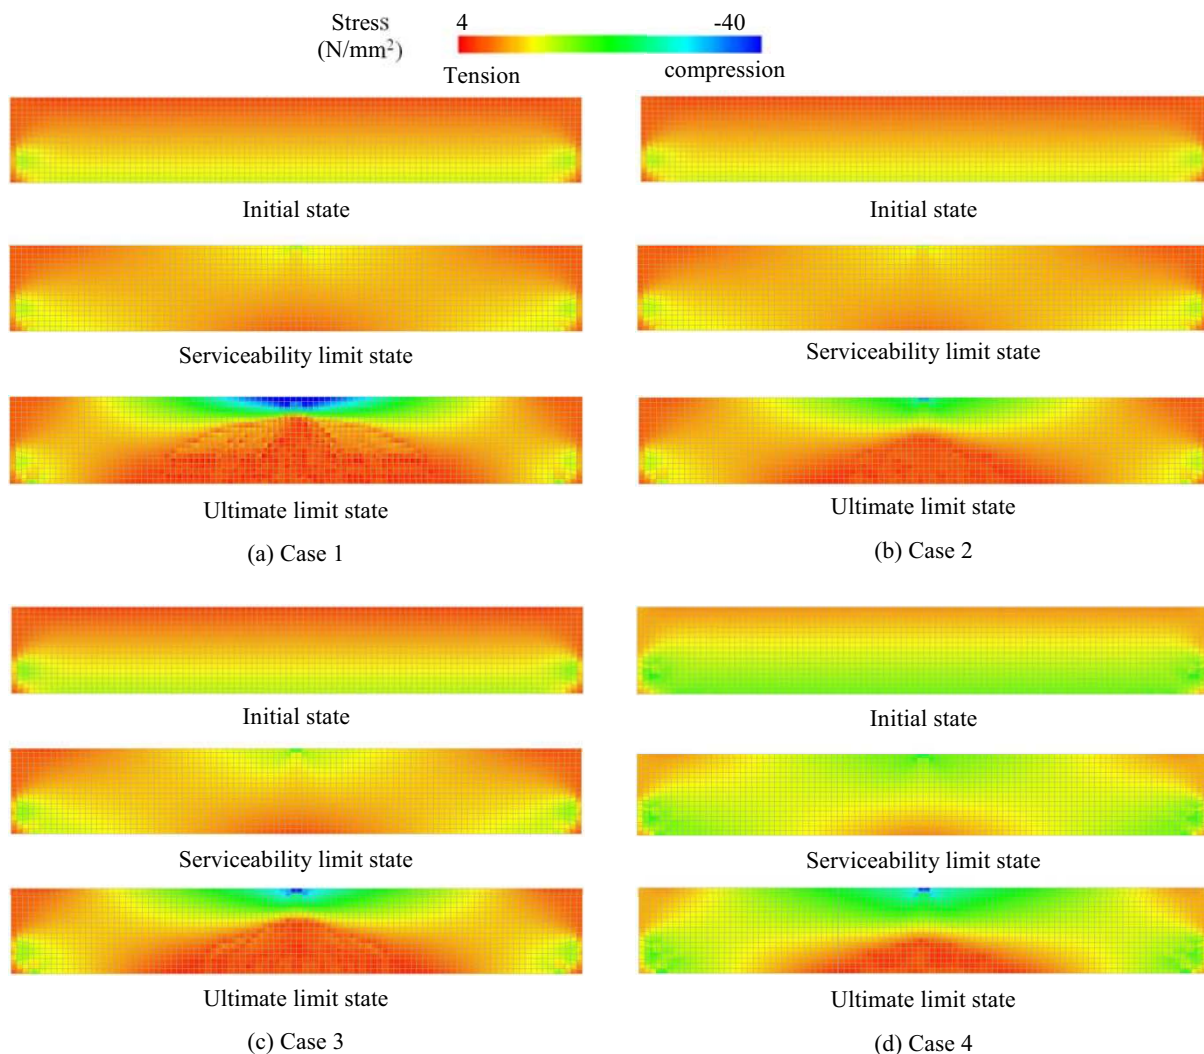 Stress 4 -40
(N/mm²)
Tension compression
Initial state Initial state
Serviceability limit state Serviceability limit state
Ultimate limit state Ultimate limit state
(a) Case 1 (b) Case 2
Initial state Initial state
Serviceability limit state Serviceability limit state
Ultimate limit state Ultimate limit state
(c) Case 3 (d) Case 4